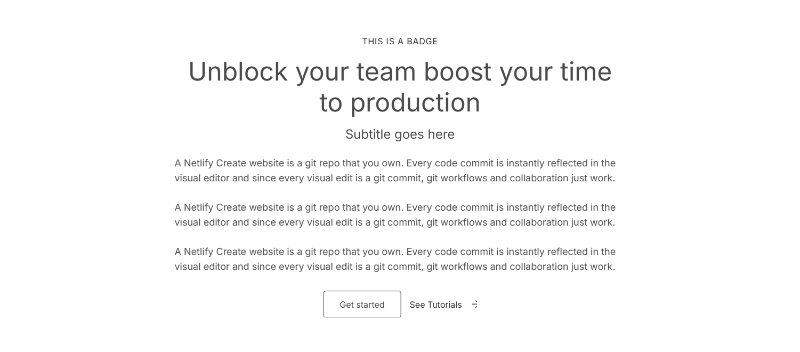 THIS IS A BADGE
Unblock your team boost your time
to production
Subtitle goes here
A Netlify Create website is a git repo that you own. Every code commit is instantly reflected in the
visual editor and since every visual edit is a git commit, git workflows and collaboration just work.
A Netlify Create website is a git repo that you own. Every code commit is instantly reflected in the
visual editor and since every visual edit is a git commit, git workflows and collaboration just work.
A Netlify Create website is a git repo that you own. Every code commit is instantly reflected in the
visual editor and since every visual edit is a git commit, git workflows and collaboration just work.
Get started
See Tutorials